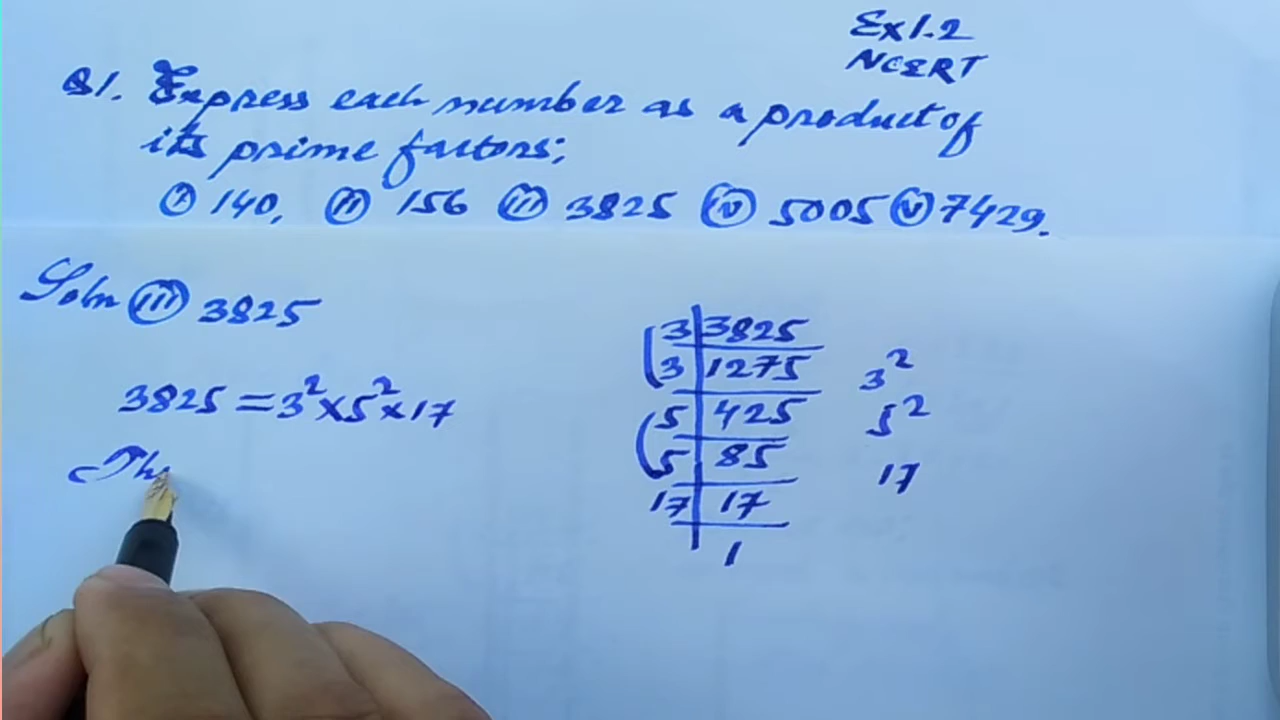 Ex1.2
NCERT
Q1. Express each number as a product of
its prime factors;
(i) 140, (ii) 156 (iii) 3825 (iv) 5005 (v) 7429.
Soln (iii) 3825
3825 = 3² × 5² × 17
Th
3 | 3825
3 | 1275
5 | 425
5 | 85
17 | 17
1
3²
5²
17